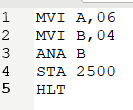 1 MVI A,06
2 MVI B,04
3 ANA B
4 STA 2500
5 HLT